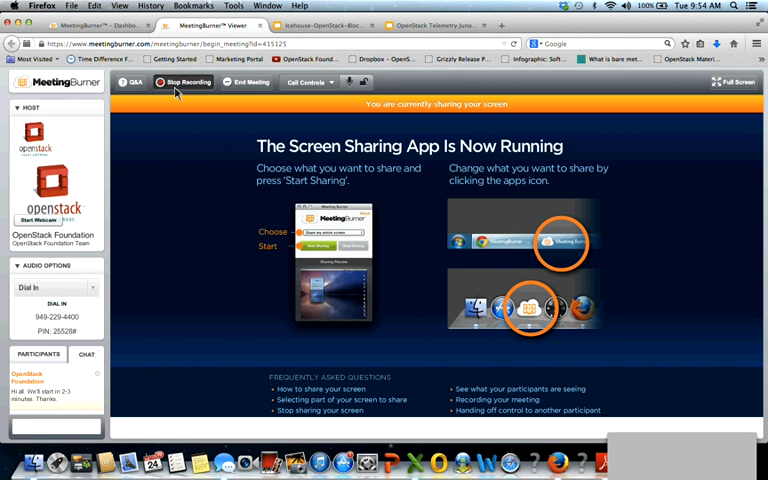 Firefox File Edit View History Bookmarks Tools Window Help 100% Tue 9:54 AM
MeetingBurner™ Viewer
MeetingBurner™ - Dashbo... MeetingBurner™ Viewer Icehouse-OpenStack-Bloc... OpenStack Telemetry Juno...
https://www.meetingburner.com/meetingburner/begin_meeting?id=415125 Google
Most Visited Getting Started Marketing Portal OpenStack Found... Dropbox - OpenSt... Grizzly Release P... Infographic: Soft... What is bare met... OpenStack Materi...
MeetingBurner Q&A Stop Recording End Meeting Call Controls Full Screen
You are currently sharing your screen
HOST
openstack
openstack
Start Webcam
OpenStack Foundation
OpenStack Foundation Team
AUDIO OPTIONS
Dial In
DIAL IN
949-229-4400
PIN: 25528#
PARTICIPANTS CHAT
OpenStack
Foundation
Hi all. We'll start in 2-3
minutes. Thanks.
The Screen Sharing App Is Now Running
Choose what you want to share and
press 'Start Sharing'.
Choose
Start
Meeting Burner
MeetingBurner
Share my entire screen
Start Sharing Stop Sharing
Sharing Preview
Change what you want to share by
clicking the apps icon.
MeetingBurner - Meeting Burn
FREQUENTLY ASKED QUESTIONS
• How to share your screen
• Selecting part of your screen to share
• Stop sharing your screen
• See what your participants are seeing
• Recording your meeting
• Handing off control to another participant
24